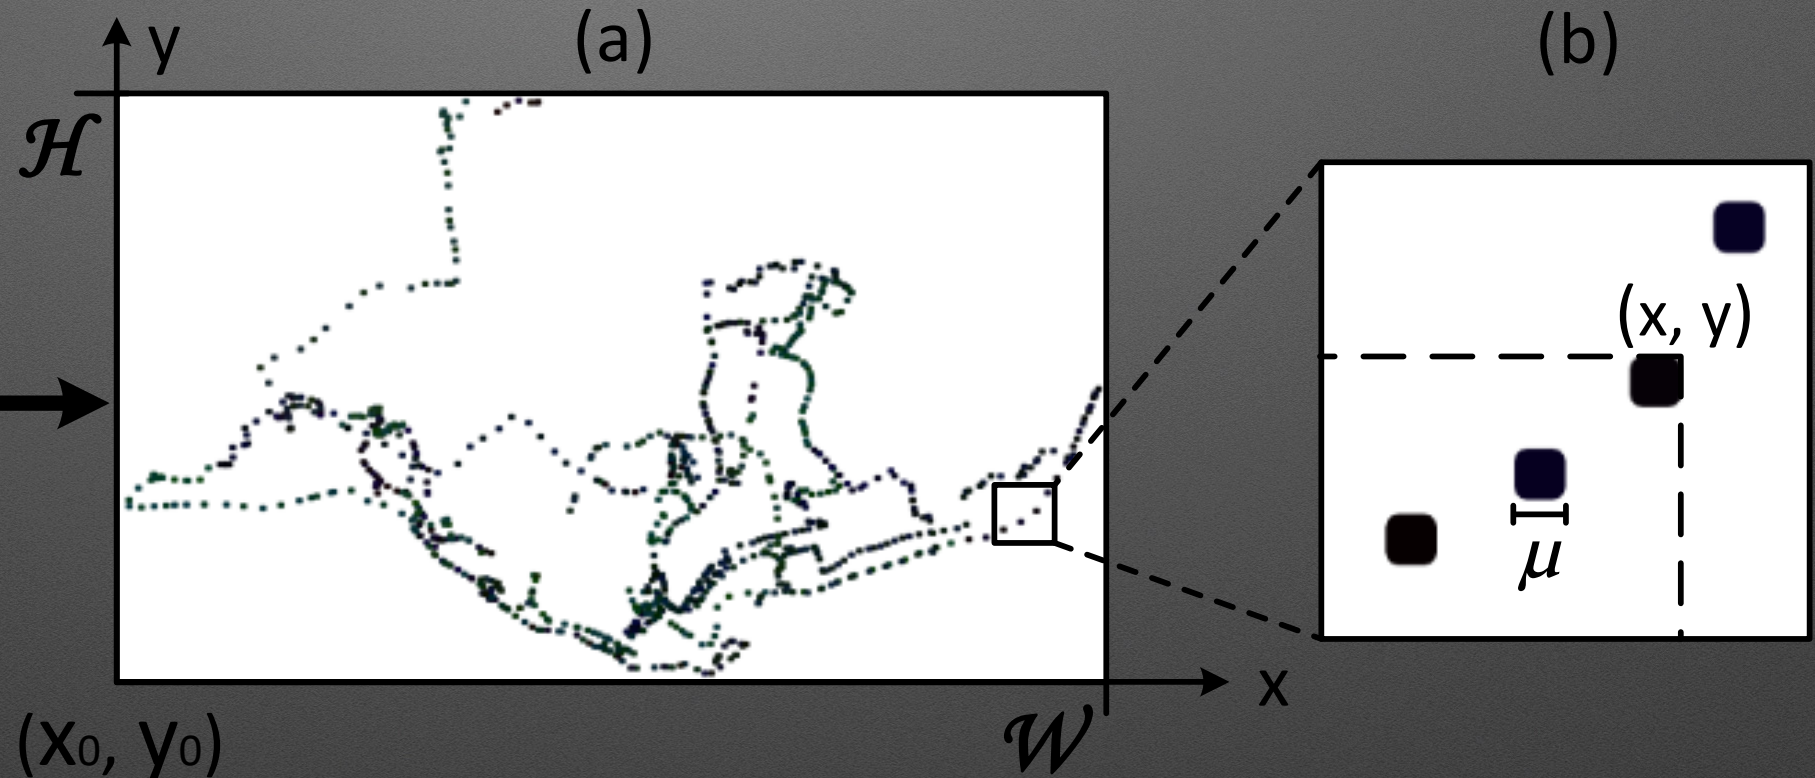 (a)
(b)
y
ℋ
(x, y)
μ
x
(x₀, y₀)
𝒲